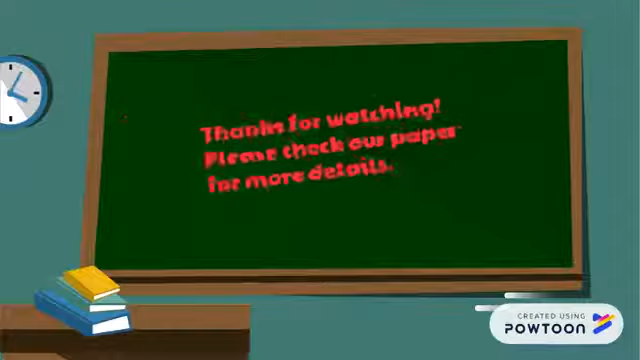 Thanks for watching!
Please check our paper
for more details.
CREATED USING
POWTOON